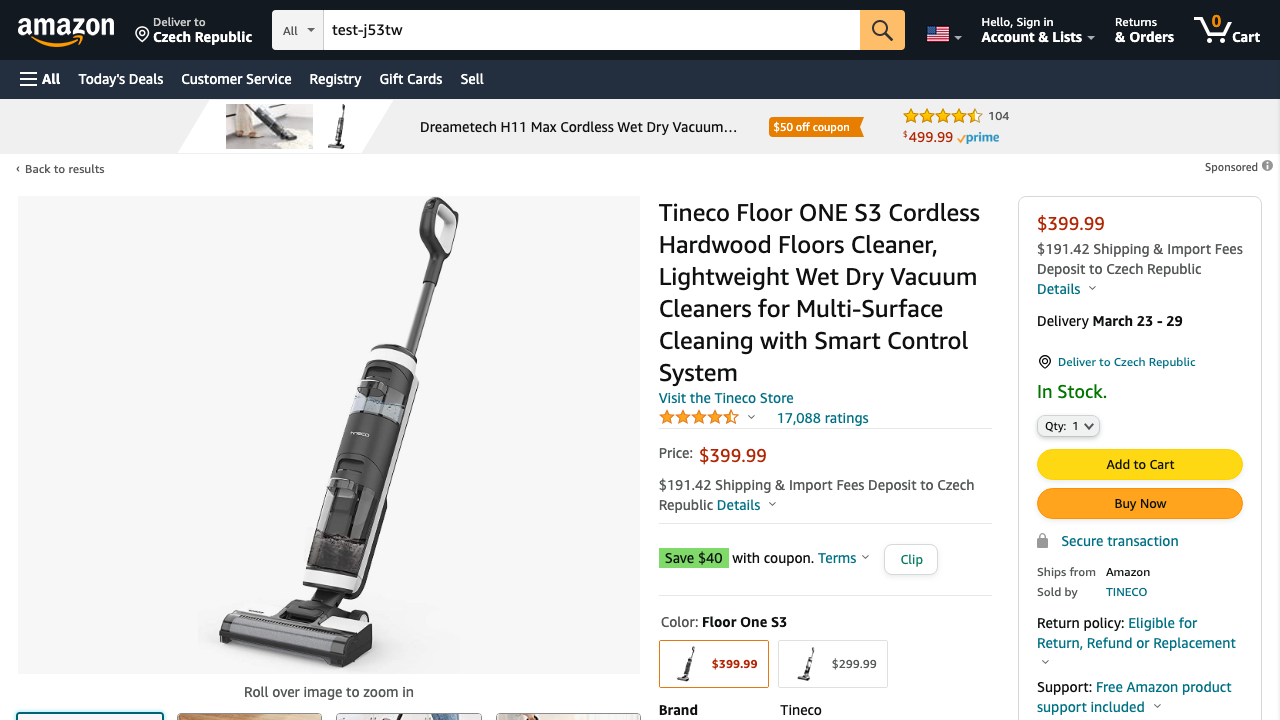 amazon
Deliver to
Czech Republic
All
test-j53tw
Hello, Sign in
Account & Lists
Returns
& Orders
0
Cart
All
Today's Deals
Customer Service
Registry
Gift Cards
Sell
Dreametech H11 Max Cordless Wet Dry Vacuum…
$50 off coupon
104
$499.99 prime
‹ Back to results
Sponsored
Tineco Floor ONE S3 Cordless
Hardwood Floors Cleaner,
Lightweight Wet Dry Vacuum
Cleaners for Multi-Surface
Cleaning with Smart Control
System
Visit the Tineco Store
17,088 ratings
Price: $399.99
$191.42 Shipping & Import Fees Deposit to Czech
Republic Details
Save $40 with coupon. Terms
Clip
Color: Floor One S3
$399.99
$299.99
Brand Tineco
TINECO
Roll over image to zoom in
$399.99
$191.42 Shipping & Import Fees
Deposit to Czech Republic
Details
Delivery March 23 - 29
Deliver to Czech Republic
In Stock.
Qty: 1
Add to Cart
Buy Now
Secure transaction
Ships from Amazon
Sold by TINECO
Return policy: Eligible for
Return, Refund or Replacement
Support: Free Amazon product
support included